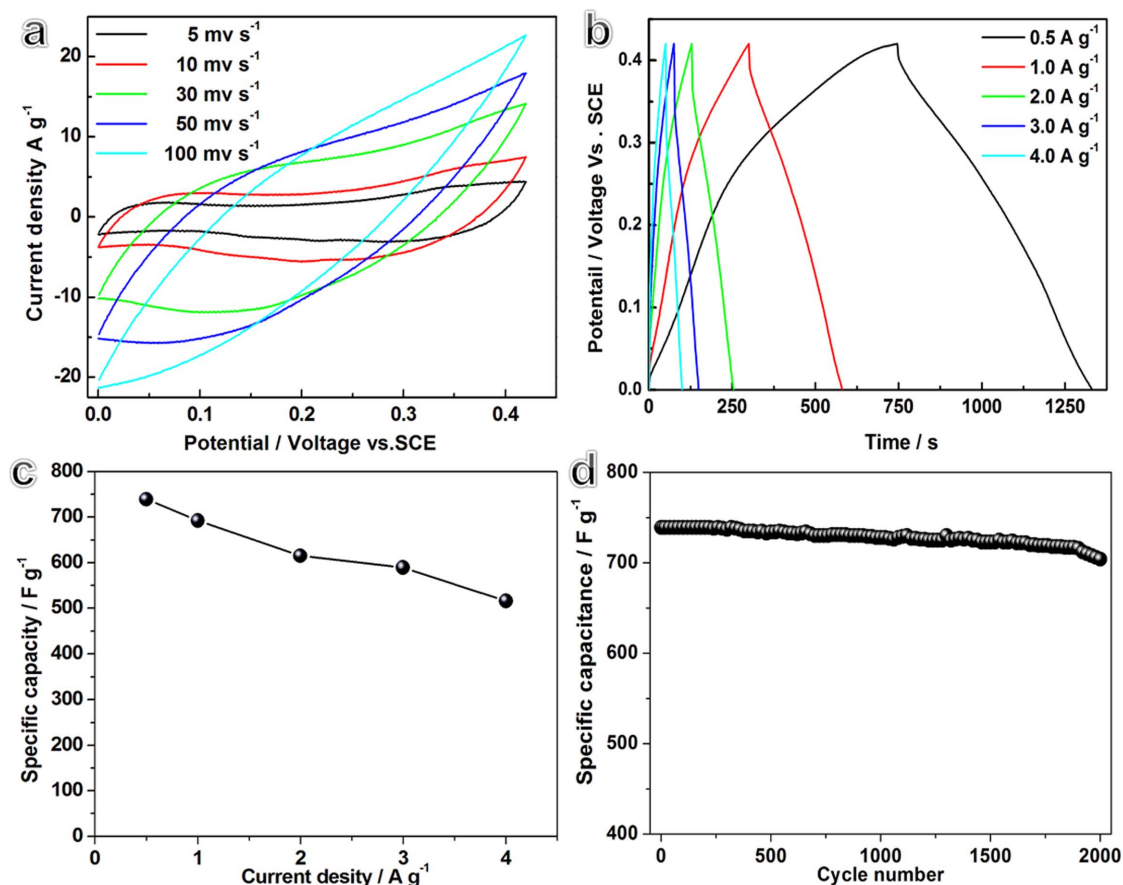 a
5 mv s-1
10 mv s-1
30 mv s-1
50 mv s-1
100 mv s-1
20
10
0
-10
-20
Current density A g-1
0.0 0.1 0.2 0.3 0.4
Potential / Voltage vs.SCE
b
0.5 A g-1
1.0 A g-1
2.0 A g-1
3.0 A g-1
4.0 A g-1
0.4
0.3
0.2
0.1
0.0
Potentail / Voltage Vs . SCE
0 250 500 750 1000 1250
Time / s
c
800
700
600
500
400
300
200
100
0
Specific capacity / F g-1
0 1 2 3 4
Current desity / A g-1
d
800
700
600
750
700
400
Specific capacitance / F g-1
0 500 1000 1500 2000
Cycle number